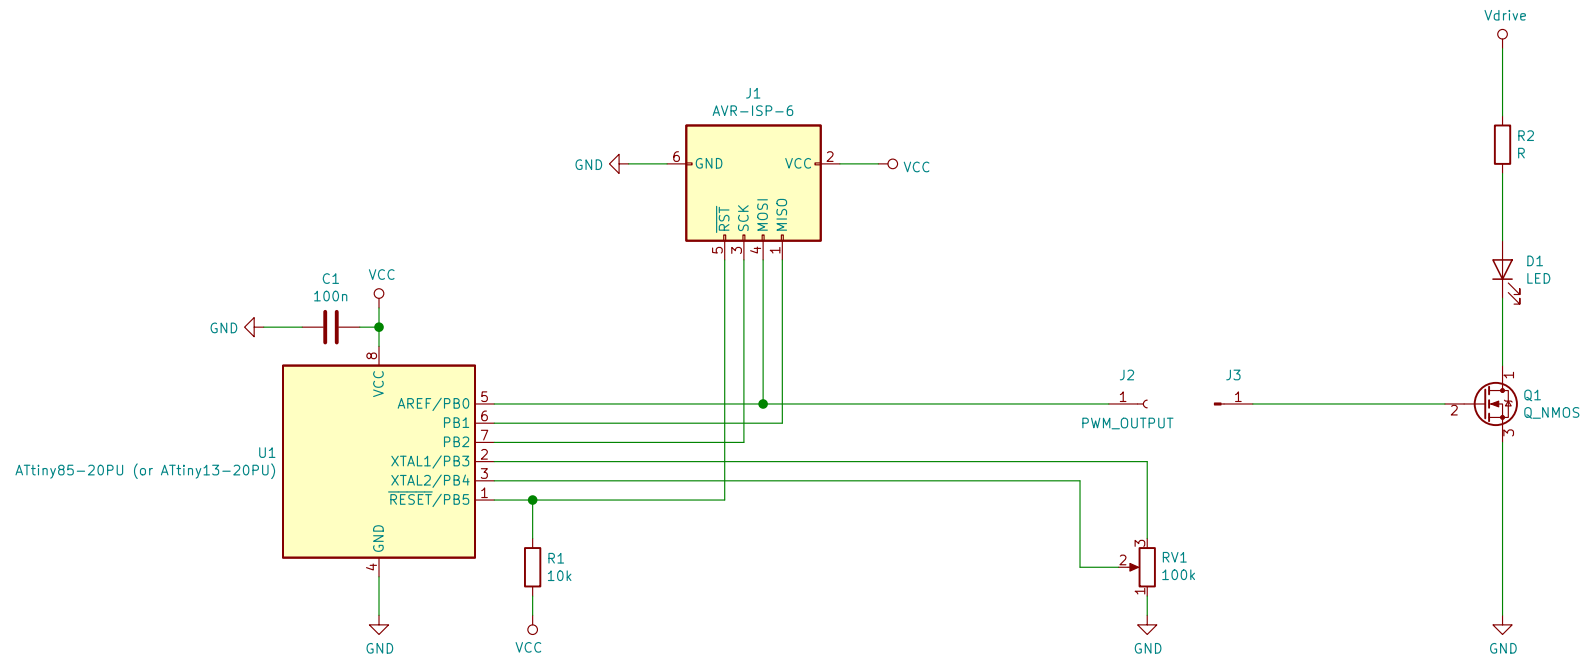 Vdrive
R2
R
J1
AVR-ISP-6
6
GND
VCC
2
GND
VCC
RST
SCK
MOSI
MISO
5
3
4
1
D1
LED
C1
100n
VCC
GND
8
VCC
AREF/PB0
5
PB1
6
PB2
7
XTAL1/PB3
2
XTAL2/PB4
3
RESET/PB5
1
GND
4
U1
ATtiny85-20PU (or ATtiny13-20PU)
GND
R1
10k
VCC
J2
1
PWM_OUTPUT
J3
1
1
2
3
Q1
Q_NMOS
3
2
1
RV1
100k
GND
GND